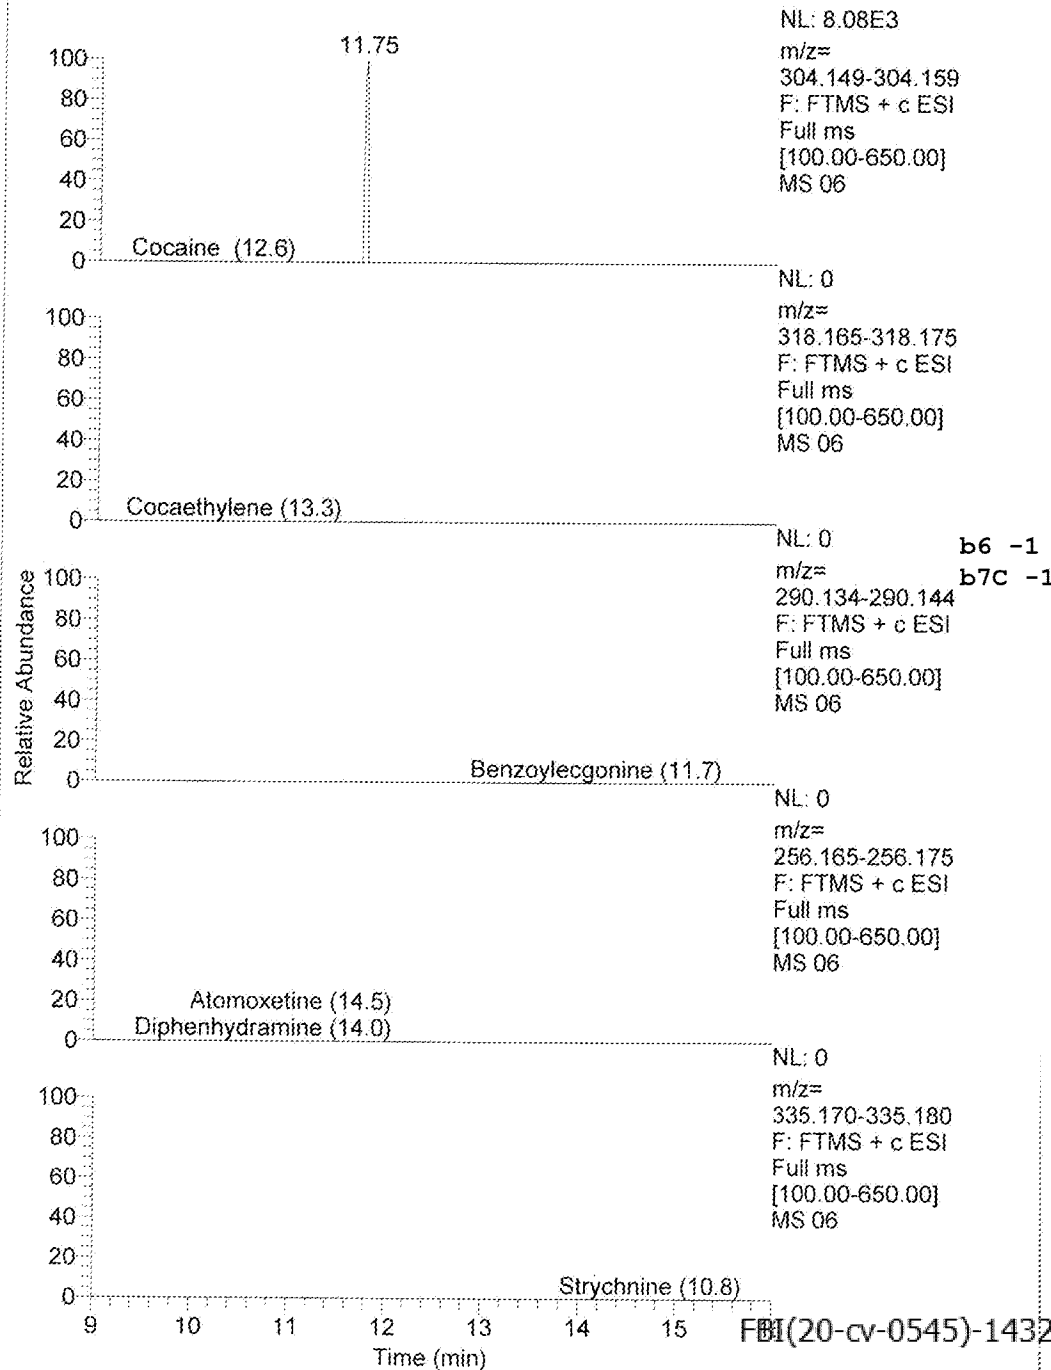 NL: 8.08E3
11.75
m/z=
100
304.149-304.159
80
F: FTMS + c ESI
60
Full ms
40
[100.00-650.00]
20
MS 06
Cocaine (12.6)
0
NL: 0
m/z=
100
318.165-318.175
80
F: FTMS + c ESI
60
Full ms
40
[100.00-650.00]
20
MS 06
Cocaethylene (13.3)
0
NL: 0
b6 -1
m/z=
b7C -1
100
290.134-290.144
80
F: FTMS + c ESI
60
Full ms
40
[100.00-650.00]
20
MS 06
Relative Abundance
Benzoylecgonine (11.7)
0
NL: 0
m/z=
100
256.165-256.175
80
F: FTMS + c ESI
60
Full ms
40
[100.00-650.00]
20
MS 06
Atomoxetine (14.5)
Diphenhydramine (14.0)
0
NL: 0
m/z=
100
335.170-335.180
80
F: FTMS + c ESI
60
Full ms
40
[100.00-650.00]
20
MS 06
Strychnine (10.8)
0
9 10 11 12 13 14 15
FBI(20-cv-0545)-1432
Time (min)